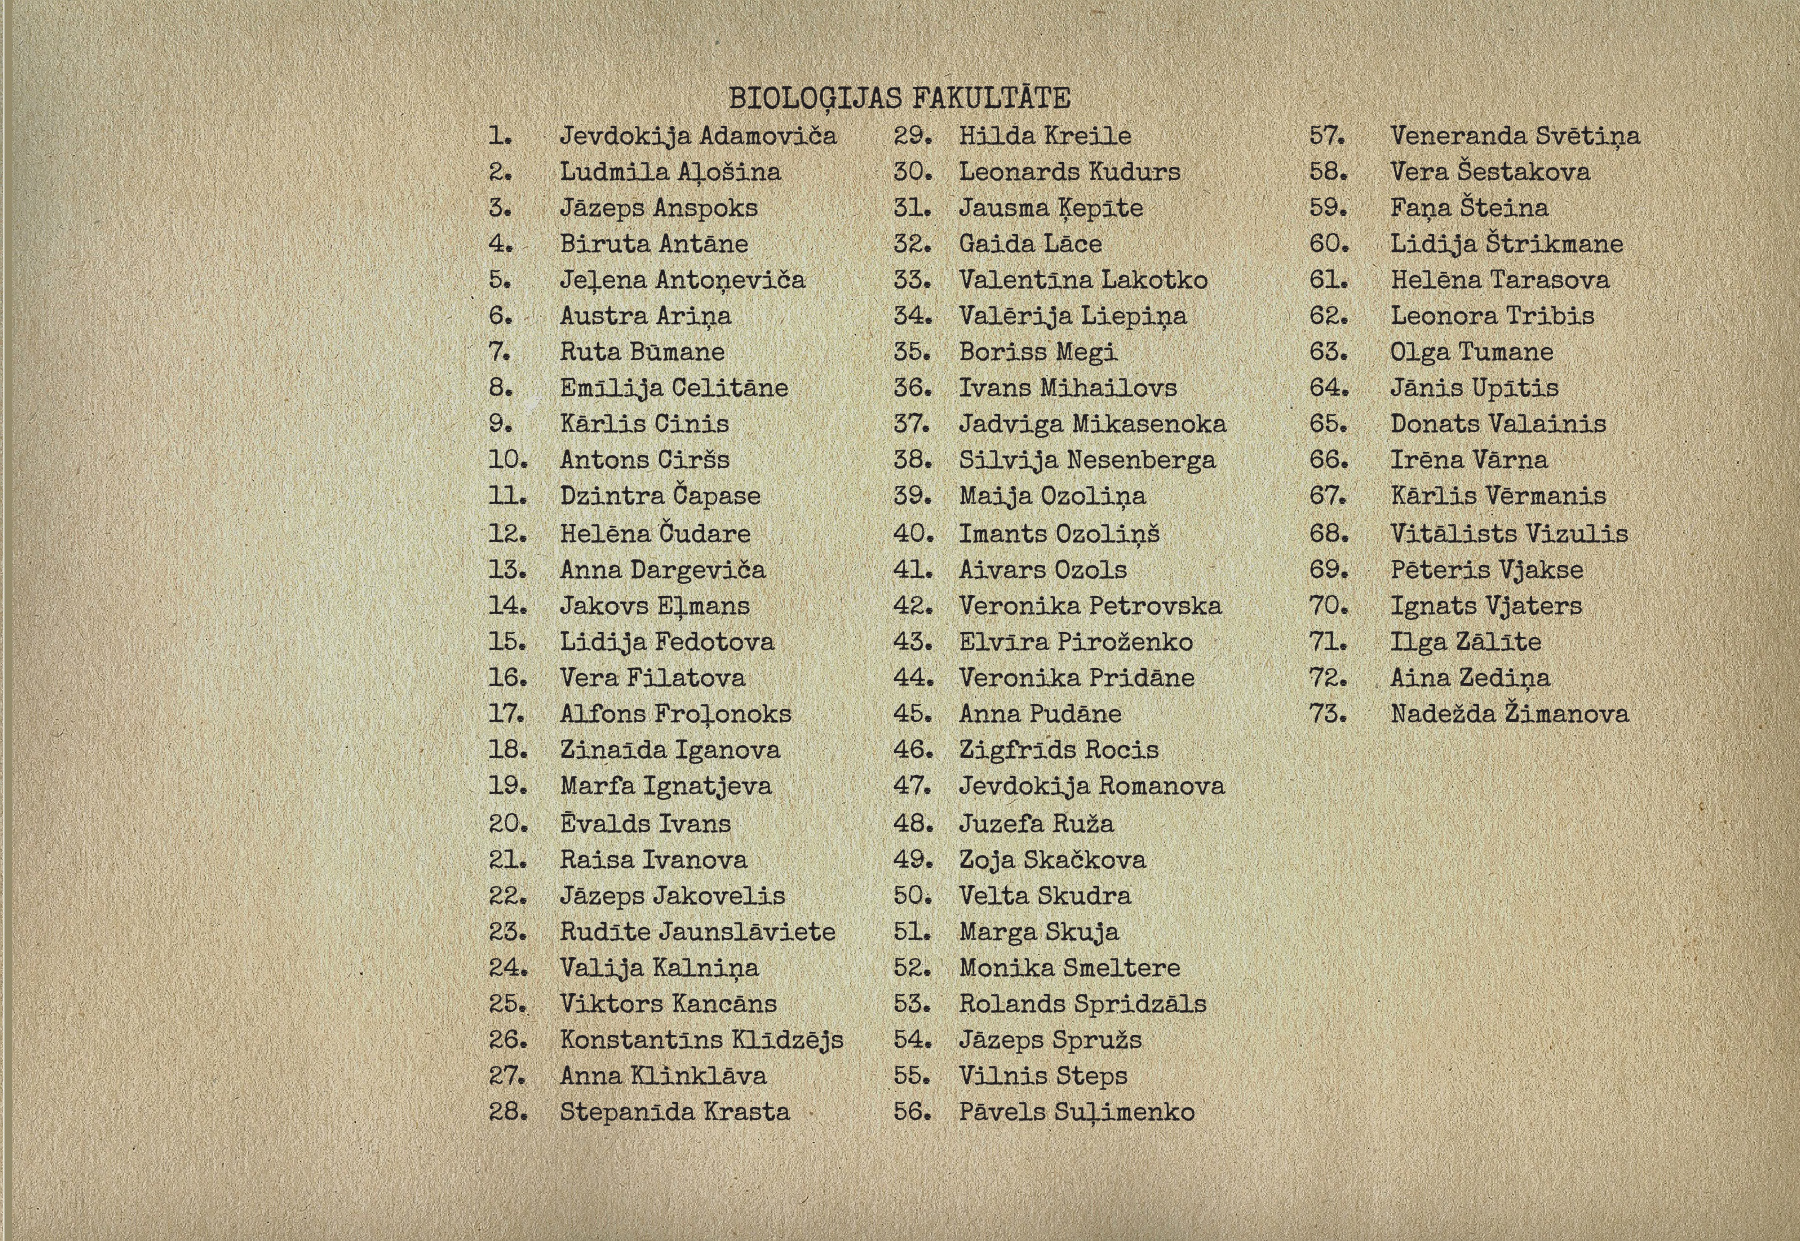 BIOLOĢIJAS FAKULTĀTE
1. Jevdokija Adamoviča
2. Ludmila Aļošina
3. Jāzeps Anspoks
4. Biruta Antāne
5. Jeļena Antoņeviča
6. Austra Ariņa
7. Ruta Būmane
8. Emīlija Celitāne
9. Kārlis Cinis
10. Antons Ciršs
11. Dzintra Čapase
12. Helēna Čudare
13. Anna Dargeviča
14. Jakovs Eļmans
15. Lidija Fedotova
16. Vera Filatova
17. Alfons Froļonoks
18. Zinaīda Iganova
19. Marfa Ignatjeva
20. Ēvalds Ivans
21. Raisa Ivanova
22. Jāzeps Jakovelis
23. Rudīte Jaunslāviete
24. Valija Kalniņa
25. Viktors Kancāns
26. Konstantīns Klīdzējs
27. Anna Klinklāva
28. Stepanīda Krasta
29. Hilda Kreile
30. Leonards Kudurs
31. Jausma Ķepīte
32. Gaida Lāce
33. Valentīna Lakotko
34. Valērija Liepiņa
35. Boriss Megi
36. Ivans Mihailovs
37. Jadviga Mikasenoka
38. Silvija Nesenberga
39. Maija Ozoliņa
40. Imants Ozoliņš
41. Aivars Ozols
42. Veronika Petrovska
43. Elvīra Piroženko
44. Veronika Pridāne
45. Anna Pudāne
46. Zigfrīds Rocis
47. Jevdokija Romanova
48. Juzefa Ruža
49. Zoja Skačkova
50. Velta Skudra
51. Marga Skuja
52. Monika Smeltere
53. Rolands Spridzāls
54. Jāzeps Spružs
55. Vilnis Steps
56. Pāvels Suļimenko
57. Veneranda Svētiņa
58. Vera Šestakova
59. Faņa Šteina
60. Lidija Štrikmane
61. Helēna Tarasova
62. Leonora Tribis
63. Olga Tumane
64. Jānis Upītis
65. Donats Valainis
66. Irēna Vārna
67. Kārlis Vērmanis
68. Vitālists Vizulis
69. Pēteris Vjakse
70. Ignats Vjaters
71. Ilga Zālīte
72. Aina Zediņa
73. Nadežda Žimanova